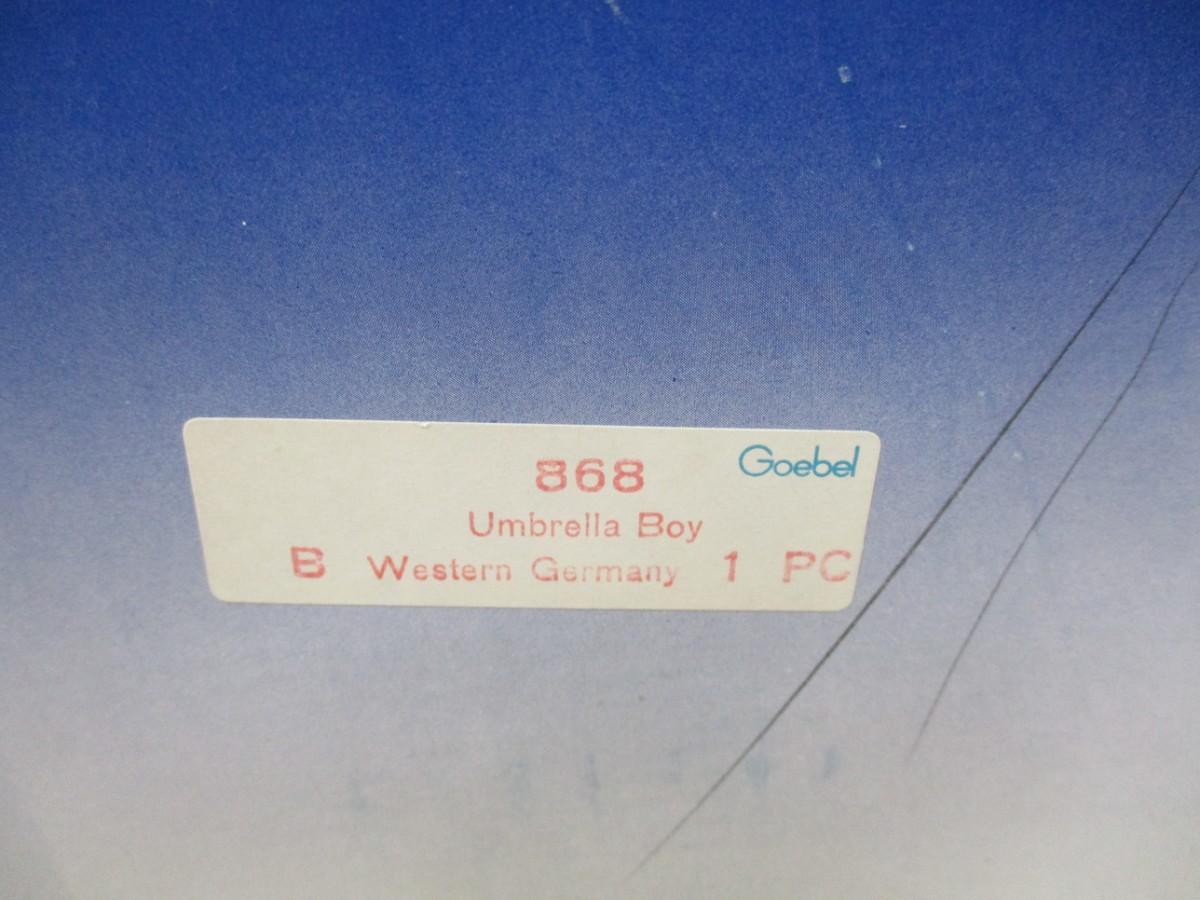 868 Goebel
Umbrella Boy
B Western Germany 1 PC